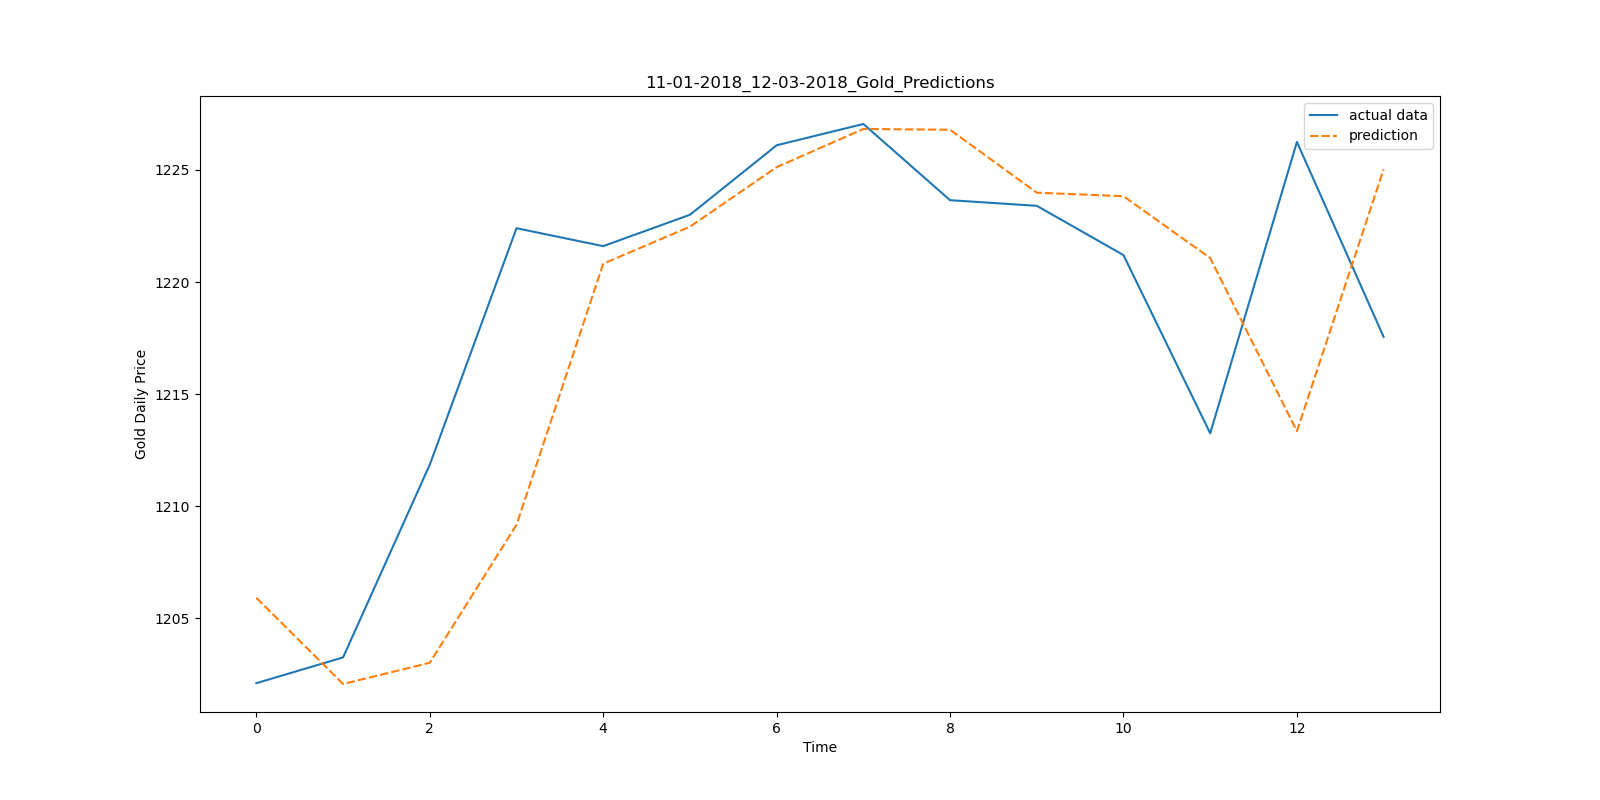 11-01-2018_12-03-2018_Gold_Predictions
actual data
prediction
Gold Daily Price
1225
1220
1215
1210
1205
0 2 4 6 8 10 12
Time